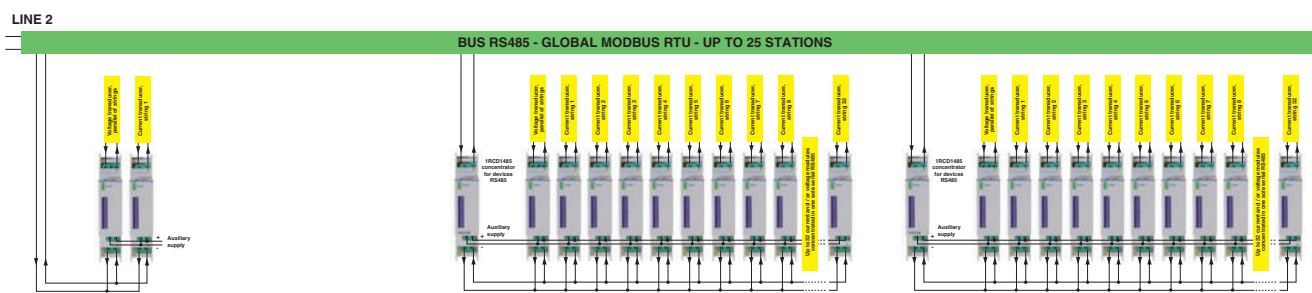 LINE 2
BUS RS485 - GLOBAL MODBUS RTU - UP TO 25 STATIONS
Voltage transducer,
parallel of strings
Current transducer,
string 1
+
-
Auxiliary
supply
1RCD1485
concentrator
for devices
RS485
Voltage transducer,
parallel of strings
Current transducer,
string 1
Current transducer,
string 2
Current transducer,
string 3
Current transducer,
string 4
Current transducer,
string 5
Current transducer,
string 6
Current transducer,
string 7
Current transducer,
string 8
Current transducer,
string 32
Up to 32 current and / or voltage modules
concentrated in one sole serial RS485
Auxiliary
supply
+
-
1RCD1485
concentrator
for devices
RS485
Voltage transducer,
parallel of strings
Current transducer,
string 1
Current transducer,
string 2
Current transducer,
string 3
Current transducer,
string 4
Current transducer,
string 5
Current transducer,
string 6
Current transducer,
string 7
Current transducer,
string 8
Current transducer,
string 32
Up to 32 current and / or voltage modules
concentrated in one sole serial RS485
Auxiliary
supply
+
-